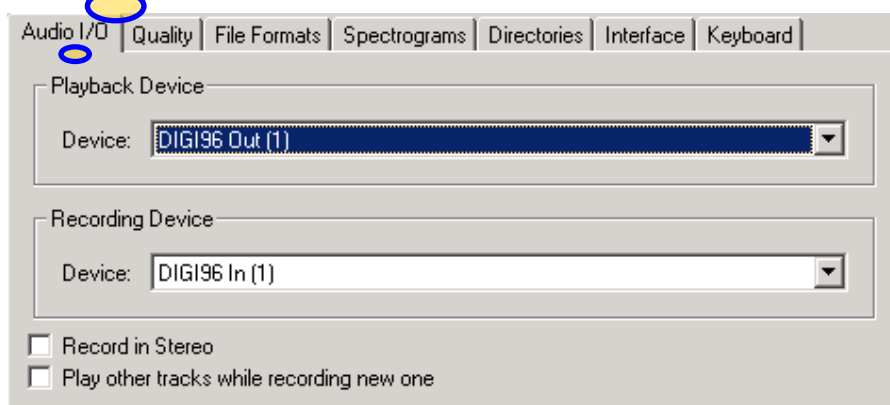 Audio I/O Quality File Formats Spectrograms Directories Interface Keyboard
Playback Device
Device: DIGI96 Out (1)
Recording Device
Device: DIGI96 In (1)
Record in Stereo
Play other tracks while recording new one